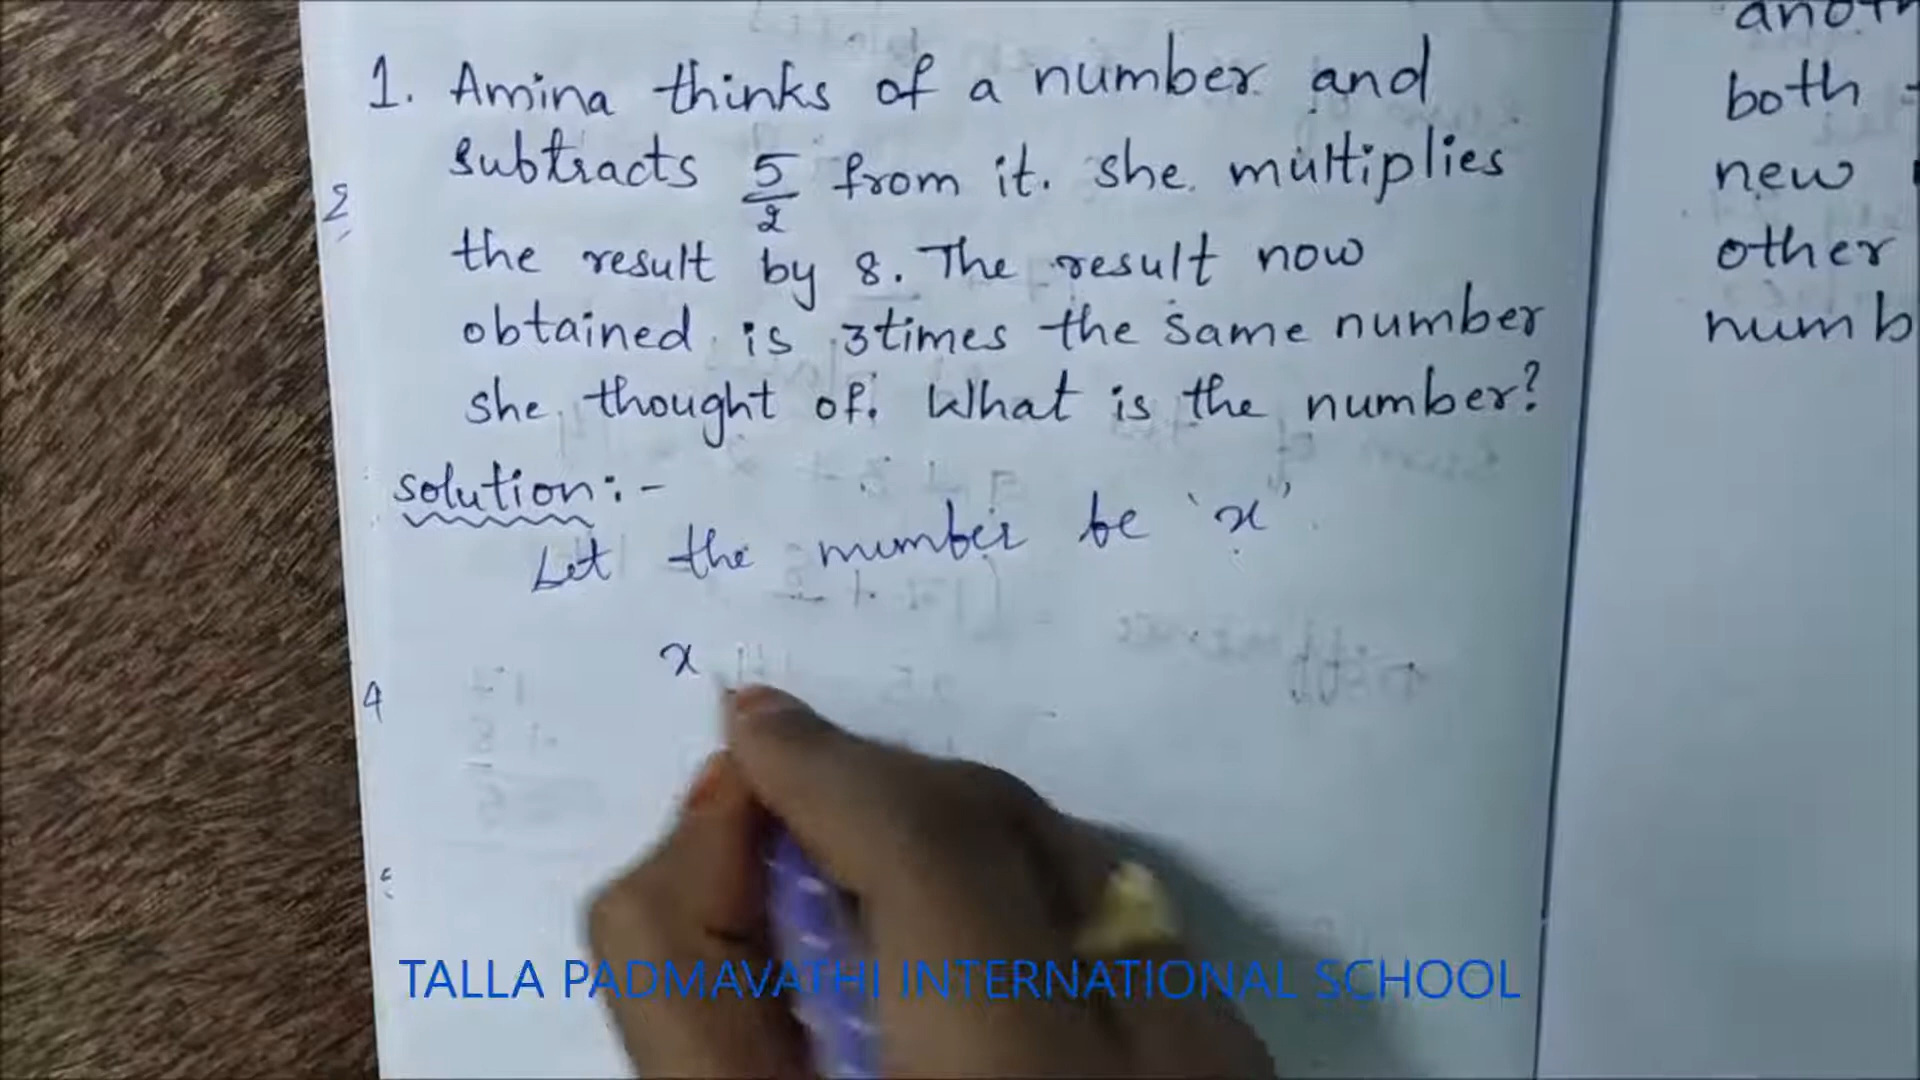 1. Amina thinks of a number and
subtracts 5/2 from it. she multiplies
the result by 8. The result now
obtained is 3times the same number
she thought of. What is the number?
solution:-
Let the number be 'x'
x
2
4
both
new
other
numb
TALLA PADMAVATHI INTERNATIONAL SCHOOL